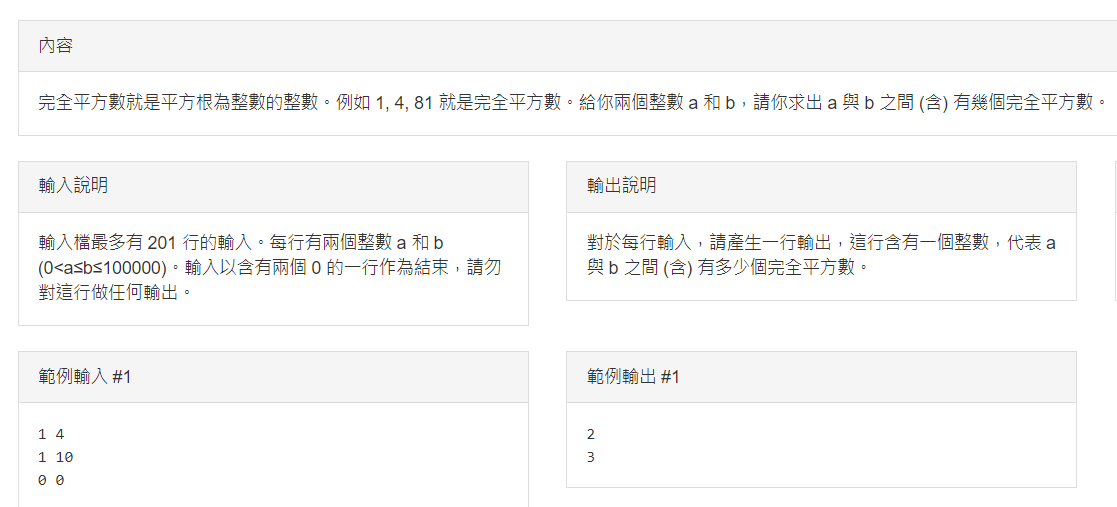 內容
完全平方數就是平方根為整數的整數。例如 1, 4, 81 就是完全平方數。給你兩個整數 a 和 b，請你求出 a 與 b 之間 (含) 有幾個完全平方數。
輸入說明
輸入檔最多有 201 行的輸入。每行有兩個整數 a 和 b
(0<a≤b≤100000)。輸入以含有兩個 0 的一行作為結束，請勿
對這行做任何輸出。
輸出說明
對於每行輸入，請產生一行輸出，這行含有一個整數，代表 a
與 b 之間 (含) 有多少個完全平方數。
範例輸入 #1
1 4
1 10
0 0
範例輸出 #1
2
3